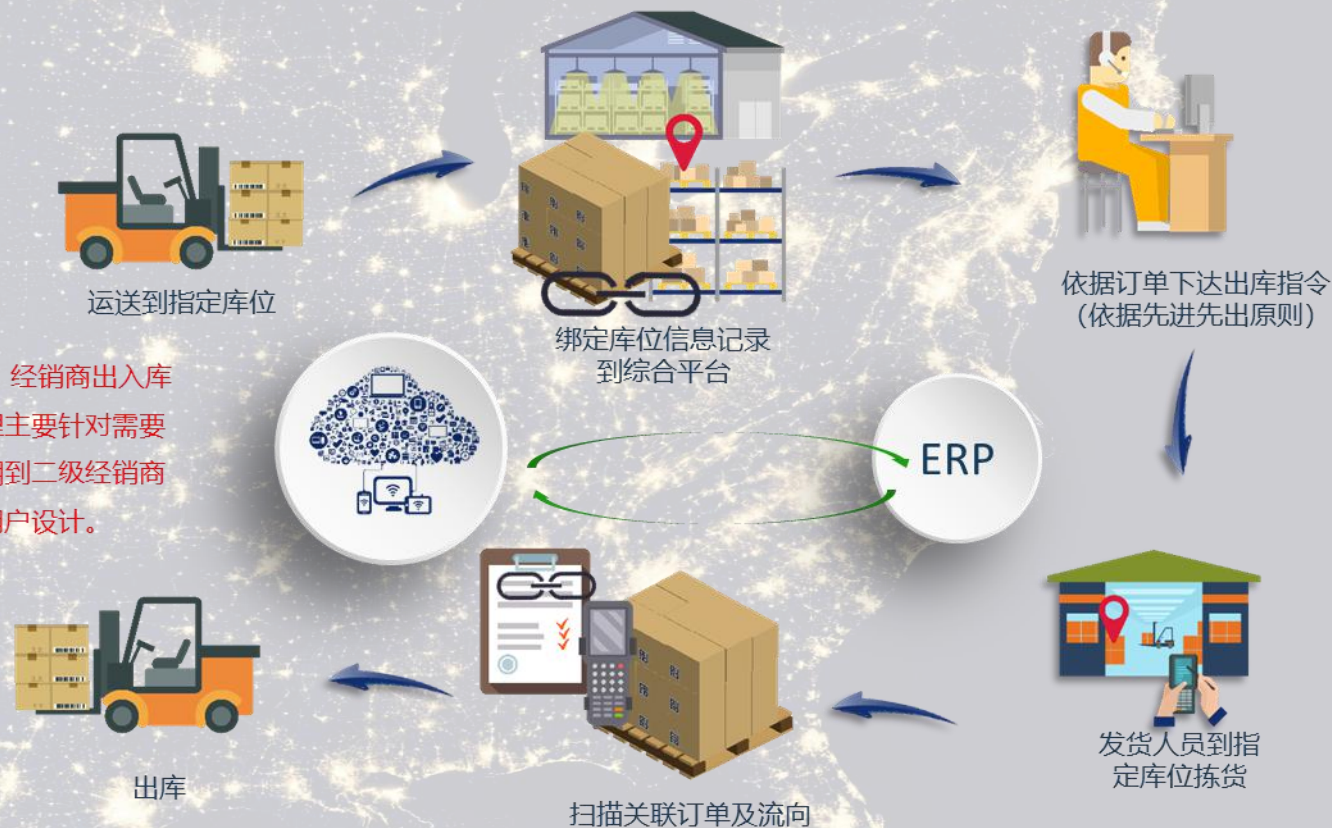 运送到指定库位
绑定库位信息记录
到综合平台
依据订单下达出库指令
(依据先进先出原则)
经销商出入库
理主要针对需要
到二级经销商
户设计。
ERP
发货人员到指
定库位拣货
扫描关联订单及流向
出库